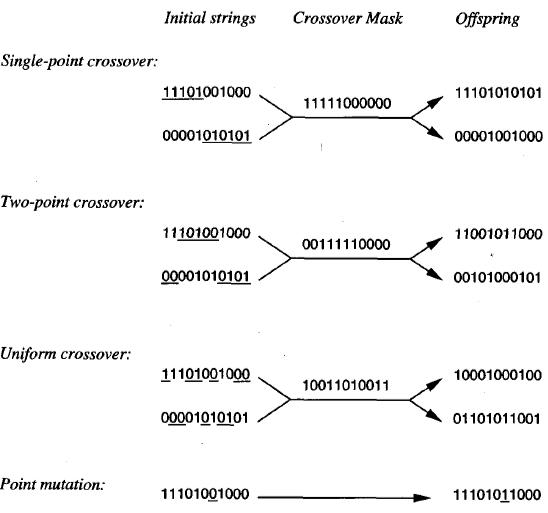 Initial strings Crossover Mask Offspring
Single-point crossover:
11101001000 11111000000 11101010101
00001010101 00001001000
Two-point crossover:
11101001000 00111110000 11001011000
00001010101 00101000101
Uniform crossover:
11101001000 10011010011 10001000100
00001010101 01101011001
Point mutation:
11101001000 11101011000